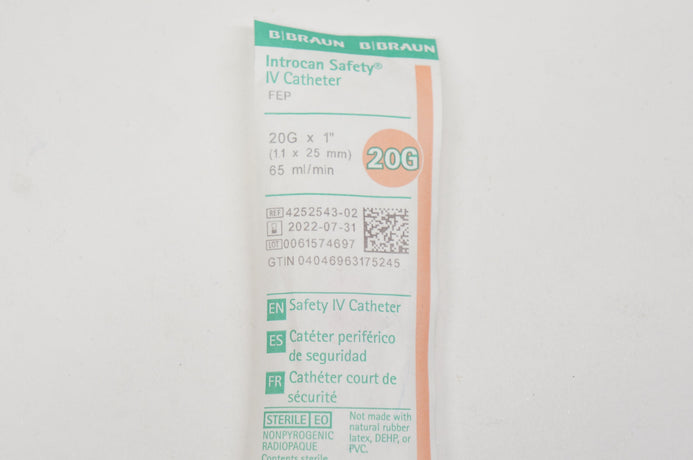 B|BRAUN B|BRAUN
Introcan Safety®
IV Catheter
FEP
20G x 1"
(1.1 x 25 mm)
65 ml/min
20G
REF 4252543-02
2022-07-31
LOT 0061574697
GTIN 04046963175245
EN Safety IV Catheter
ES Catéter periférico
de seguridad
FR Cathéter court de
sécurité
STERILE EO
NONPYROGENIC
RADIOPAQUE
Contents sterile
Not made with
natural rubber
latex, DEHP, or
PVC.